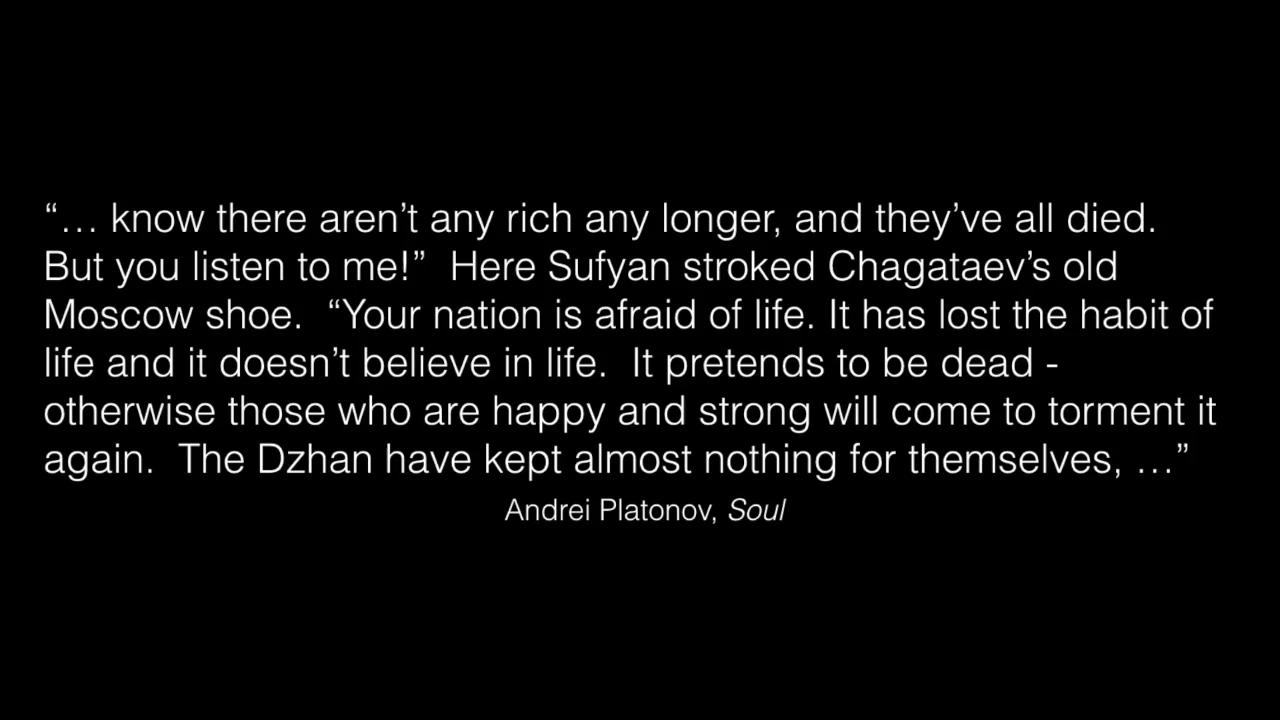 “… know there aren’t any rich any longer, and they’ve all died.
But you listen to me!”  Here Sufyan stroked Chagataev’s old
Moscow shoe.  “Your nation is afraid of life. It has lost the habit of
life and it doesn’t believe in life.  It pretends to be dead -
otherwise those who are happy and strong will come to torment it
again.  The Dzhan have kept almost nothing for themselves, …”
Andrei Platonov, Soul